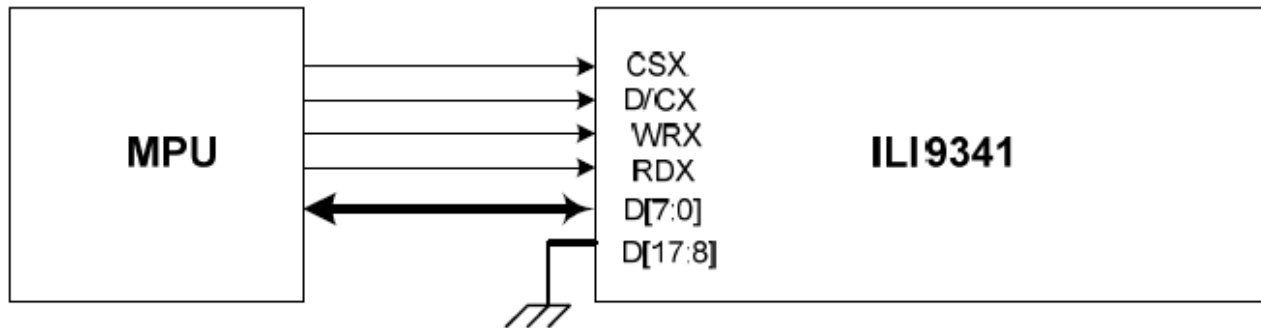 CSX
D/CX
MPU
WRX
ILI9341
RDX
D[7:0]
D[17:8]